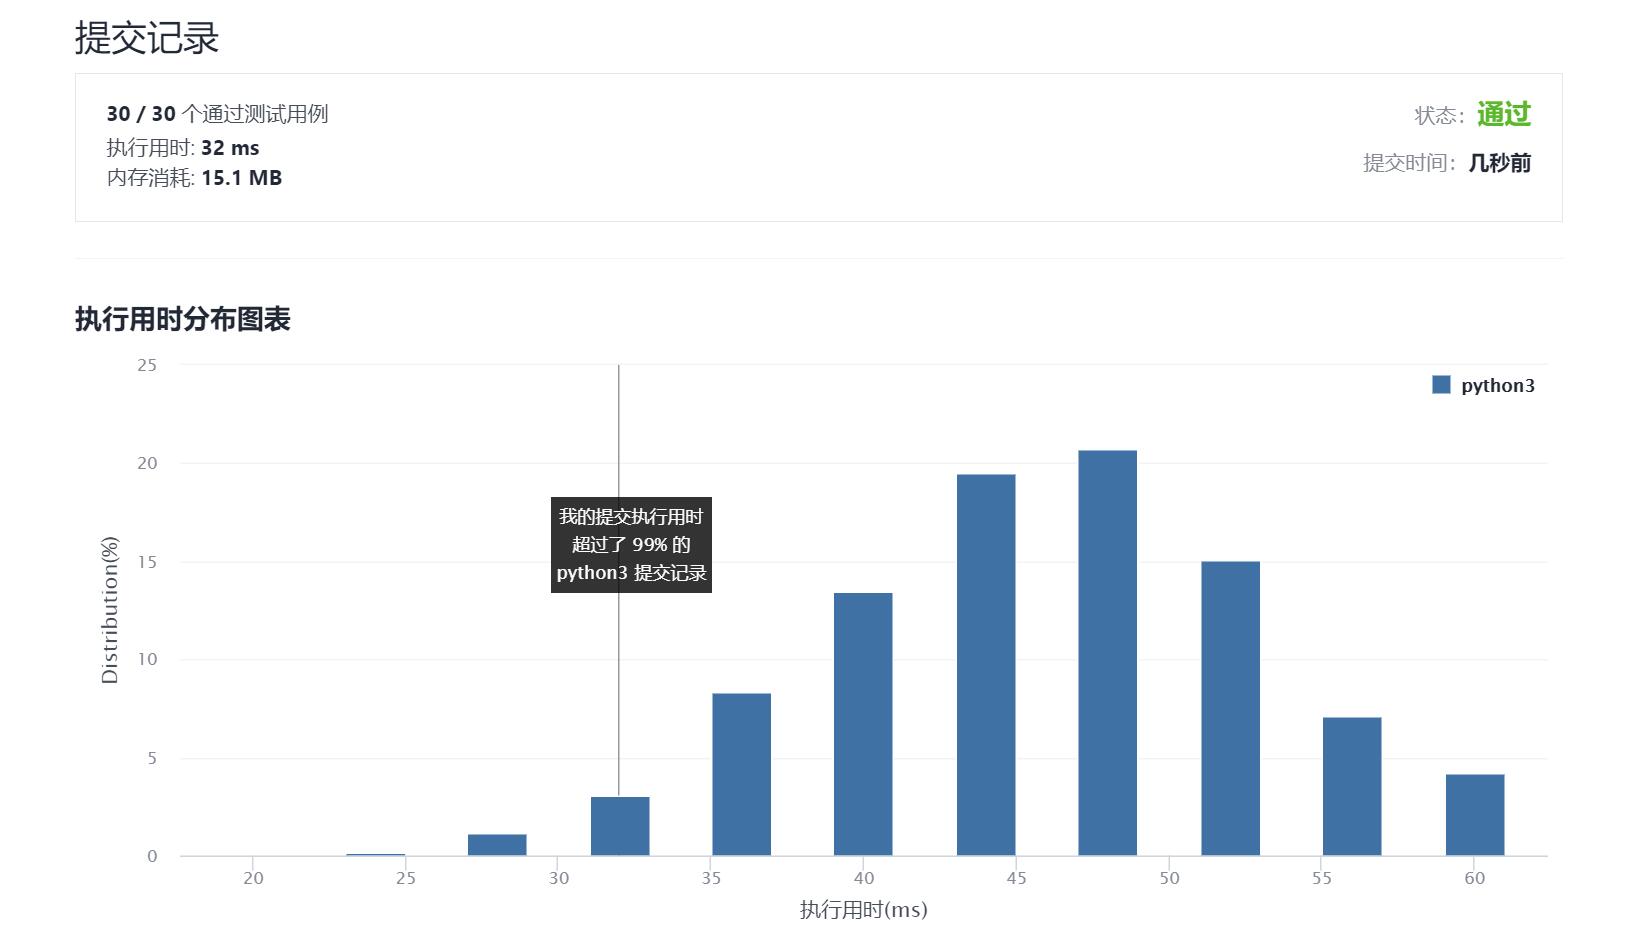 提交记录
30 / 30 个通过测试用例
状态：通过
执行用时: 32 ms
提交时间：几秒前
内存消耗: 15.1 MB
执行用时分布图表
25
python3
20
我的提交执行用时
超过了 99% 的
python3 提交记录
15
Distribution(%)
10
5
0
20 25 30 35 40 45 50 55 60
执行用时(ms)